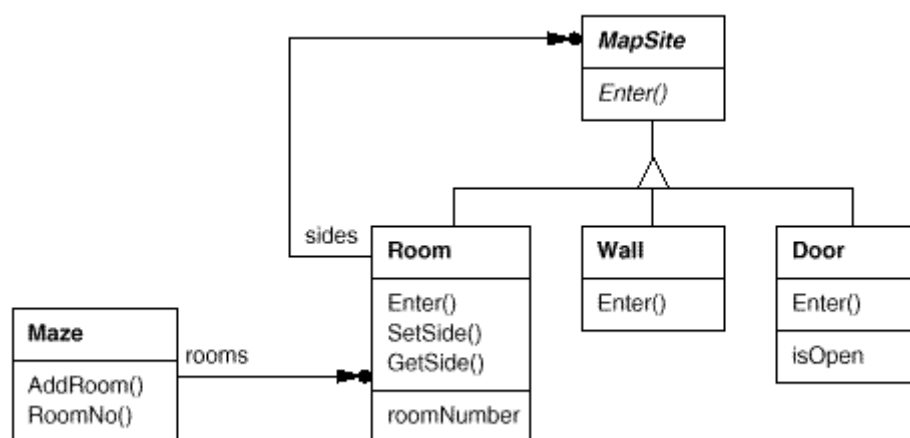 MapSite
Enter()
sides
Room
Enter()
SetSide()
GetSide()
roomNumber
Wall
Enter()
Door
Enter()
isOpen
Maze
AddRoom()
RoomNo()
rooms